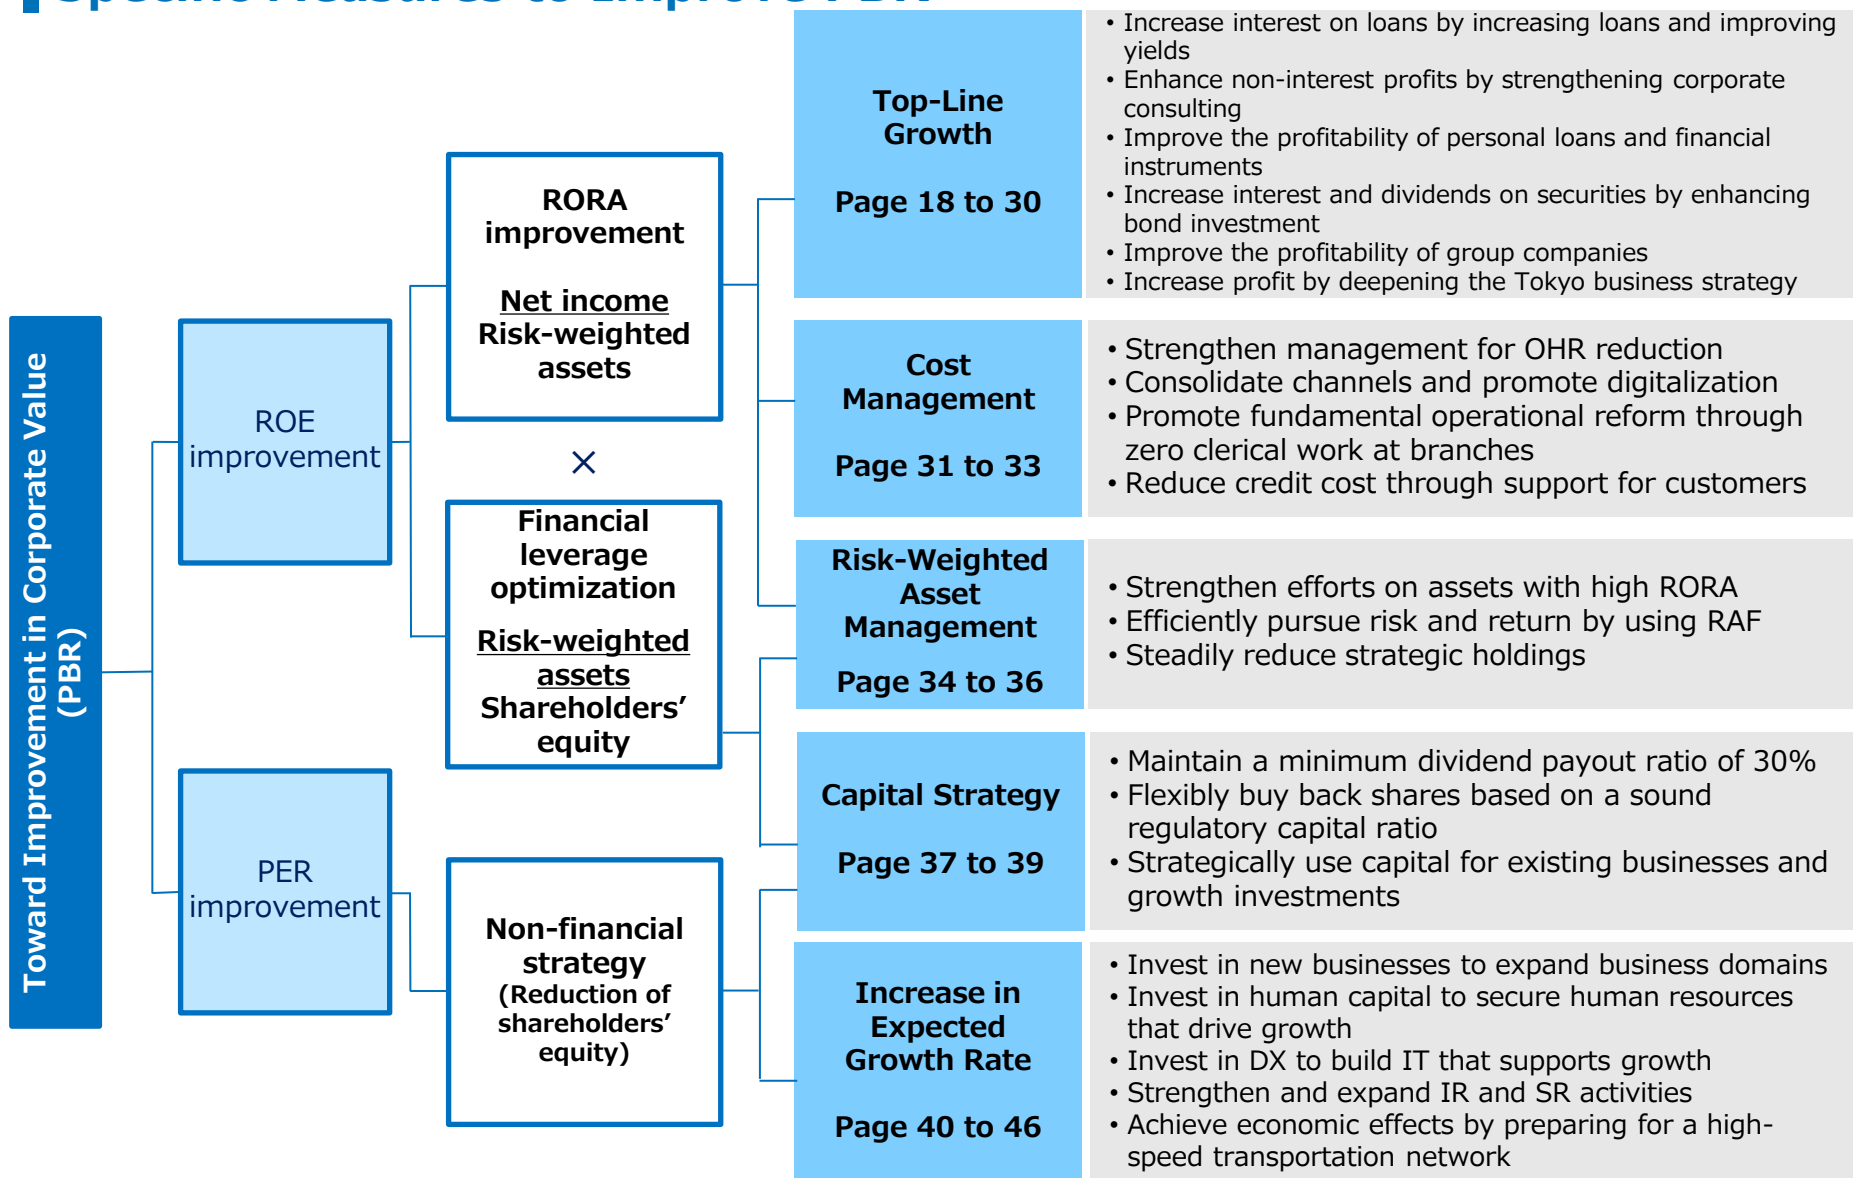 Specific Measures to Improve PBR
Toward Improvement in Corporate Value
(PBR)
ROE
improvement
PER
improvement
RORA
improvement
Net income
Risk-weighted
assets
×
Financial
leverage
optimization
Risk-weighted
assets
Shareholders’
equity
Non-financial
strategy
(Reduction of
shareholders’
equity)
Top-Line
Growth
Page 18 to 30
• Increase interest on loans by increasing loans and improving
yields
• Enhance non-interest profits by strengthening corporate
consulting
• Improve the profitability of personal loans and financial
instruments
• Increase interest and dividends on securities by enhancing
bond investment
• Improve the profitability of group companies
• Increase profit by deepening the Tokyo business strategy
Cost
Management
Page 31 to 33
• Strengthen management for OHR reduction
• Consolidate channels and promote digitalization
• Promote fundamental operational reform through
zero clerical work at branches
• Reduce credit cost through support for customers
Risk-Weighted
Asset
Management
Page 34 to 36
• Strengthen efforts on assets with high RORA
• Efficiently pursue risk and return by using RAF
• Steadily reduce strategic holdings
Capital Strategy
Page 37 to 39
• Maintain a minimum dividend payout ratio of 30%
• Flexibly buy back shares based on a sound
regulatory capital ratio
• Strategically use capital for existing businesses and
growth investments
Increase in
Expected
Growth Rate
Page 40 to 46
• Invest in new businesses to expand business domains
• Invest in human capital to secure human resources
that drive growth
• Invest in DX to build IT that supports growth
• Strengthen and expand IR and SR activities
• Achieve economic effects by preparing for a high-
speed transportation network